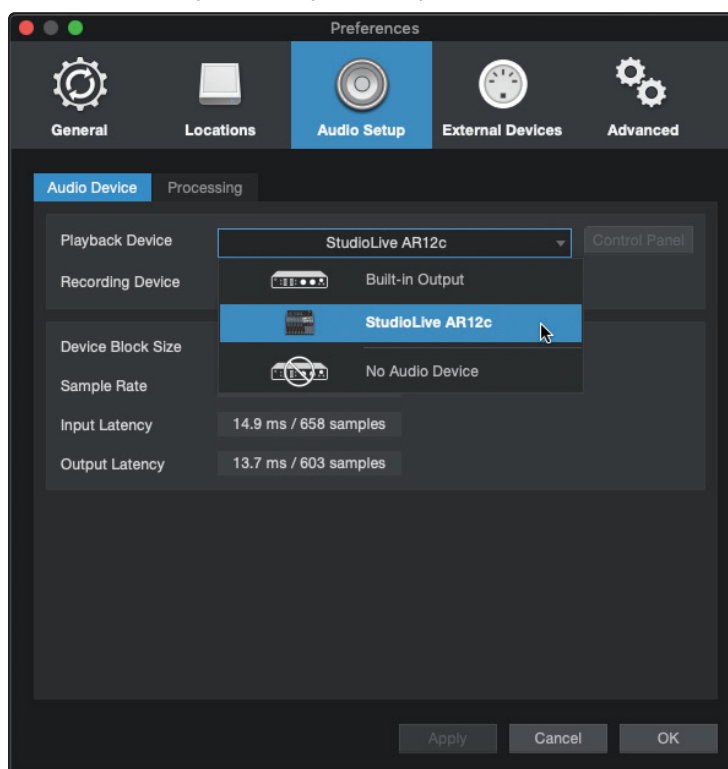 Preferences
General Locations Audio Setup External Devices Advanced
Audio Device Processing
Playback Device StudioLive AR12c Control Panel
Recording Device Built-in Output
StudioLive AR12c
Device Block Size
No Audio Device
Sample Rate
Input Latency 14.9 ms / 658 samples
Output Latency 13.7 ms / 603 samples
Apply Cancel OK